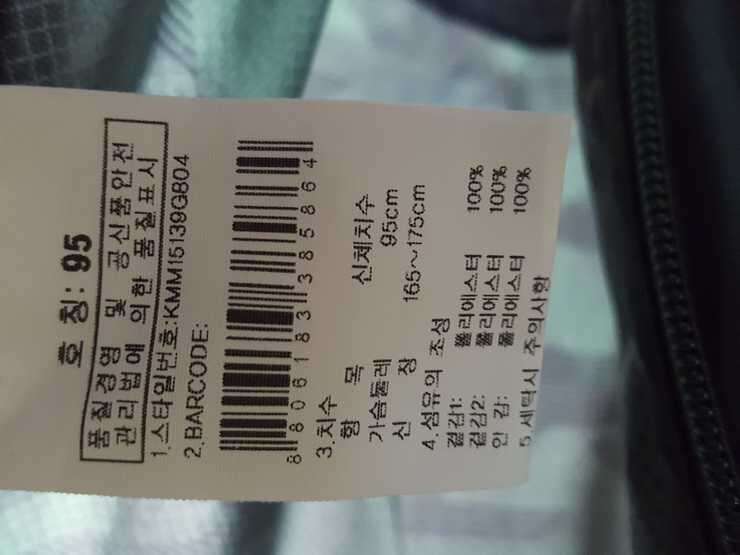 호 칭: 95
품질경영 및 공산품안전
관리법에 의한 품질표시
1.스타일번호:KMM15139G804
2.BARCODE:
8 806183 385864
3.치수
항 목 신체치수
가슴둘레 95cm
신 장 165~175cm
4.섬유의 조성
겉감1: 폴리에스터 100%
겉감2: 폴리에스터 100%
안 감: 폴리에스터 100%
5.세탁시 주의사항